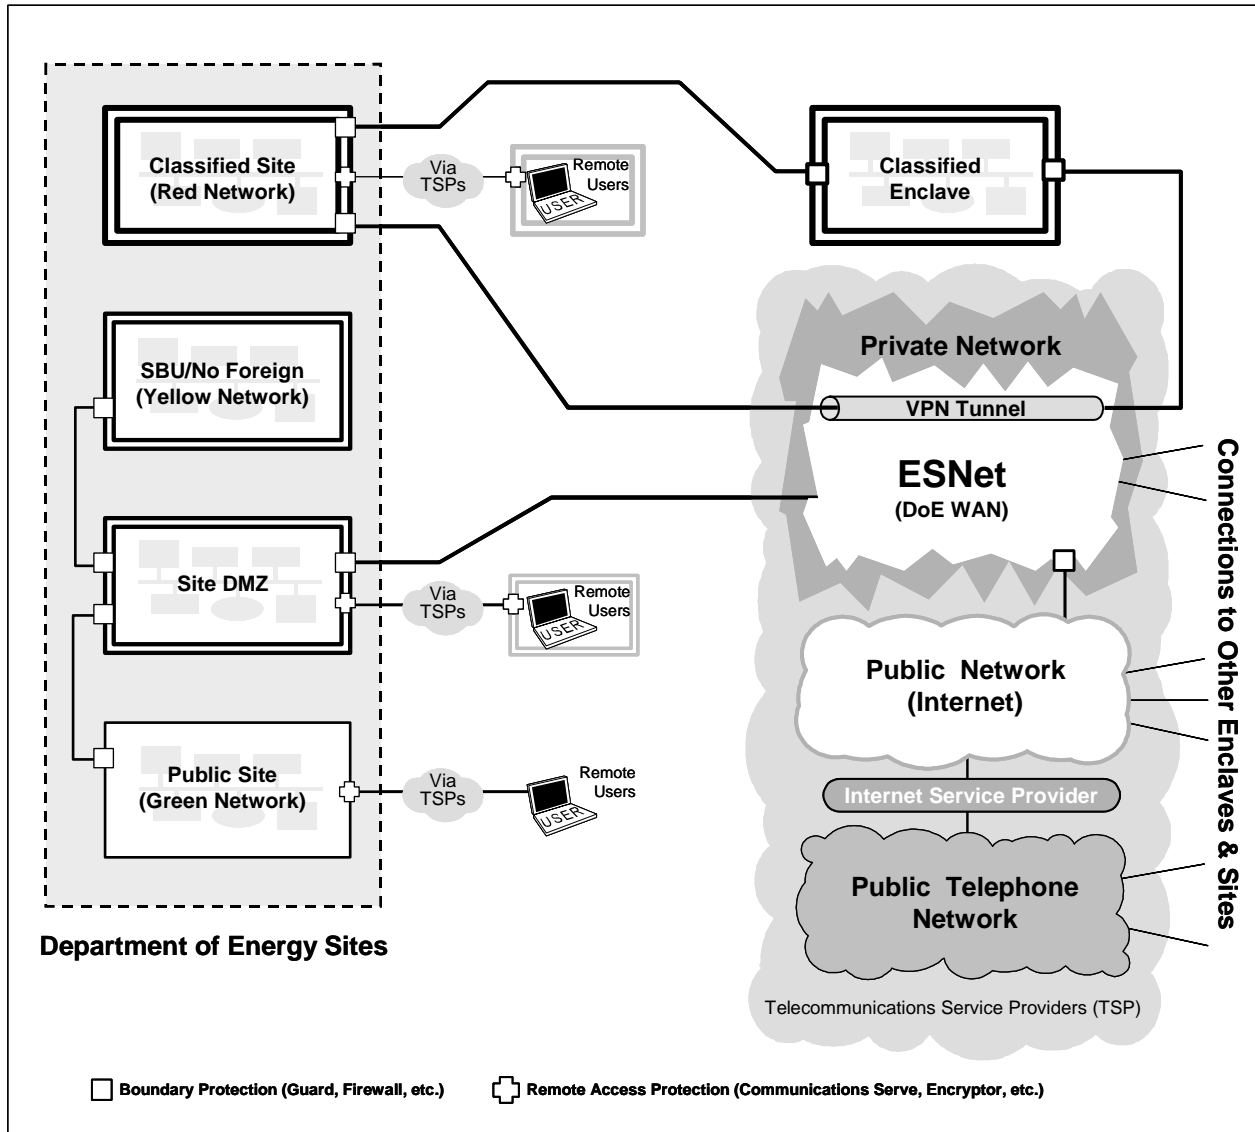 Classified Site
(Red Network)
Via
TSPs
Remote
Users
USER
Classified
Enclave
SBU/No Foreign
(Yellow Network)
Private Network
VPN Tunnel
ESNet
(DoE WAN)
Site DMZ
Via
TSPs
Remote
Users
USER
Public Network
(Internet)
Public Site
(Green Network)
Via
TSPs
Remote
Users
USER
Internet Service Provider
Public Telephone
Network
Connections to Other Enclaves & Sites
Department of Energy Sites
Telecommunications Service Providers (TSP)
Boundary Protection (Guard, Firewall, etc.)
Remote Access Protection (Communications Serve, Encryptor, etc.)